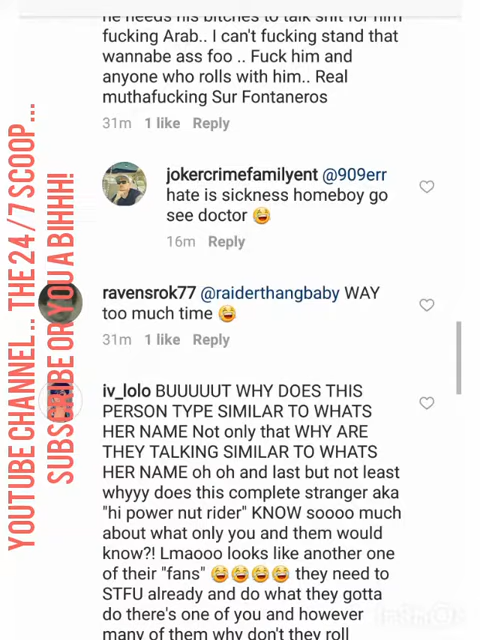 he needs his bitches to talk shit for him
fucking Arab.. I can't fucking stand that
wannabe ass foo .. Fuck him and
anyone who rolls with him.. Real
muthafucking Sur Fontaneros
31m 1 like Reply
jokercrimefamilyent @909err
hate is sickness homeboy go
see doctor 😂
16m Reply
ravensrok77 @raiderthangbaby WAY
too much time 😂
31m 1 like Reply
iv_lolo BUUUUUT WHY DOES THIS
PERSON TYPE SIMILAR TO WHATS
HER NAME Not only that WHY ARE
THEY TALKING SIMILAR TO WHATS
HER NAME oh oh and last but not least
whyyy does this complete stranger aka
"hi power nut rider" KNOW soooo much
about what only you and them would
know?! Lmaooo looks like another one
of their "fans" 😂😂😂😂 they need to
STFU already and do what they gotta
do there's one of you and however
many of them why don't they roll
YOUTUBE CHANNEL .. THE 24 / 7 SCOOP...
SUBSCRIBE OR YOU A BIHHH!